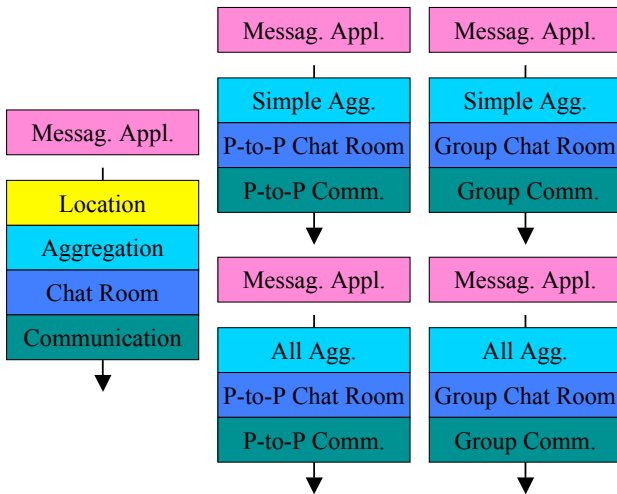 Messag. Appl.
Location
Aggregation
Chat Room
Communication
Messag. Appl.
Simple Agg.
P-to-P Chat Room
P-to-P Comm.
Messag. Appl.
Simple Agg.
Group Chat Room
Group Comm.
Messag. Appl.
All Agg.
P-to-P Chat Room
P-to-P Comm.
Messag. Appl.
All Agg.
Group Chat Room
Group Comm.